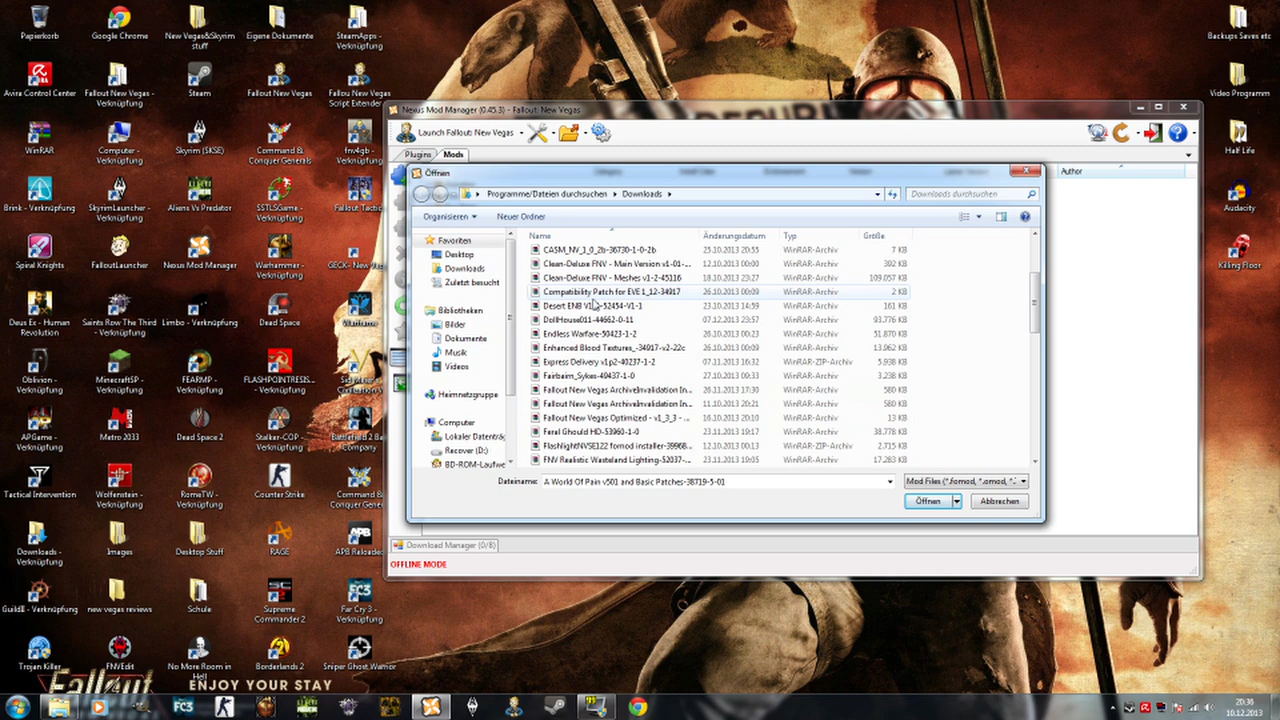 Papierkorb
Google Chrome
New Vegas&Skyrim stuff
Eigene Dokumente
SteamApps - Verknüpfung
Backups Saves etc
Avira Control Center
Fallout New Vegas - Verknüpfung
Steam
Fallout New Vegas
Fallou New Vegas Script Extender
Video Programm
WinRAR
Computer - Verknüpfung
Skyrim (SKSE)
Command & Conquer Generals
fnv4gb - Verknüpfung
Half Life
Brink - Verknüpfung
SkyrimLauncher - Verknüpfung
Aliens Vs Predator
SSTLSGame - Verknüpfung
Fallout Tactic
Audacity
Spiral Knights
FalloutLauncher
Nexus Mod Manager
Warhammer - Verknüpfung
GECK - New Ve
Killing Floor
Deus Ex - Human Revolution
Saints Row The Third - Verknüpfung
Limbo - Verknüpfung
Dead Space
Warframe
Oblivion - Verknüpfung
MinecraftSP - Verknüpfung
FEARMP - Verknüpfung
FLASHPOINTRESIS... - Verknüpfung
APGame - Verknüpfung
Metro 2033
Dead Space 2
Stalker-COP - Verknüpfung
Battlefield 2 Ba Company
Tactical Intervention
Wolfenstein - Verknüpfung
RomeTW - Verknüpfung
Counter Strike
Command & Conquer Gener
Downloads - Verknüpfung
Images
Desktop Stuff
RAGE
APB Reloaded
GuildII - Verknüpfung
new vegas reviews
Schule
Supreme Commander 2
Far Cry 3 - Verknüpfung
Trojan Killer
FNVEdit
No More Room in Hell
Borderlands 2
Sniper Ghost Warrior
Fallout
ENJOY YOUR STAY
Nexus Mod Manager (0.45.3) - Fallout: New Vegas
Launch Fallout: New Vegas
Plugins
Mods
Author
Öffnen
Programme/Dateien durchsuchen
Downloads
Downloads durchsuchen
Organisieren
Neuer Ordner
Favoriten
Desktop
Downloads
Zuletzt besucht
Bibliotheken
Bilder
Dokumente
Musik
Videos
Heimnetzgruppe
Computer
Lokaler Datenträ
Recover (D:)
BD-ROM-Laufwe
Name Änderungsdatum Typ Größe
CASM_NV_1_0_2b-36730-1-0-2b 25.10.2013 20:55 WinRAR-Archiv 7 KB
Clean-Deluxe FNV - Main Version v1-01-... 12.10.2013 00:00 WinRAR-Archiv 392 KB
Clean-Deluxe FNV - Meshes v1-2-45116 18.10.2013 23:27 WinRAR-Archiv 109.057 KB
Compatibility Patch for EVE 1_12-34917 26.10.2013 00:09 WinRAR-Archiv 192 KB
Desert ENB V1_1-52454-V1-1 23.10.2013 14:59 WinRAR-Archiv 161 KB
DollHouse011-44662-0-11 07.12.2013 23:57 WinRAR-Archiv 93.776 KB
Endless Warfare-50423-1-2 26.10.2013 00:23 WinRAR-Archiv 51.870 KB
Enhanced Blood Textures_-34917-v2-22c 26.10.2013 00:09 WinRAR-Archiv 13.962 KB
Express Delivery v1p2-40237-1-2 07.11.2013 16:32 WinRAR-ZIP-Archiv 5.938 KB
Fairbairn_Sykes-49437-1-0 27.10.2013 09:33 WinRAR-Archiv 3.238 KB
Fallout New Vegas ArchiveInvalidation In... 26.11.2013 17:30 WinRAR-Archiv 580 KB
Fallout New Vegas ArchiveInvalidation In... 11.10.2013 20:21 WinRAR-Archiv 580 KB
Fallout New Vegas Optimized - v1_3_3 - ... 16.10.2013 20:10 WinRAR-Archiv 13 KB
Feral Ghould HD-53960-1-0 23.11.2013 19:17 WinRAR-Archiv 38.778 KB
FlashlightNVSE122 fomod installer-39968... 12.10.2013 00:13 WinRAR-ZIP-Archiv 2.715 KB
FNV Realistic Wasteland Lighting-52037-... 23.11.2013 19:05 WinRAR-Archiv 17.283 KB
Dateiname: A World Of Pain v501 and Basic Patches-38719-5-01
Mod Files (*.fomod, *.omod, *.
Öffnen
Abbrechen
Download Manager (0/8)
OFFLINE MODE
20:36
10.12.2013